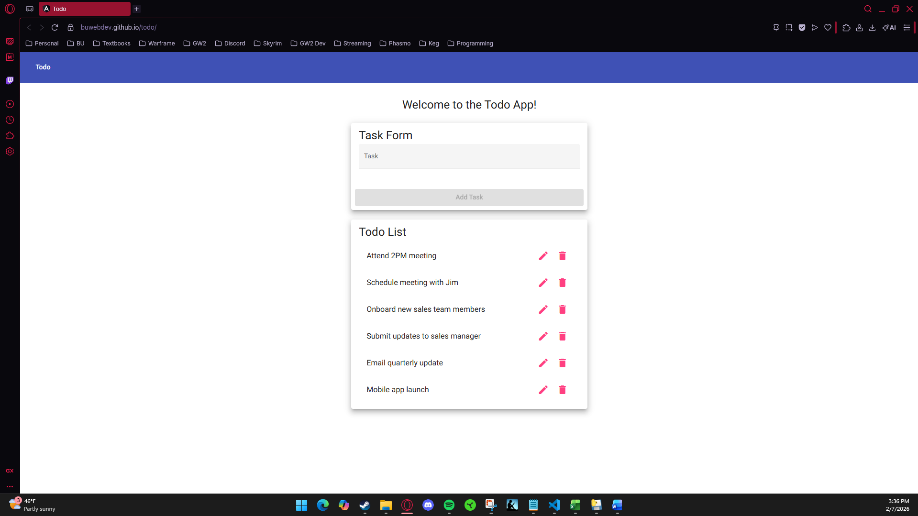 Todo
buwebdev.github.io/todo/
AI
Personal BU Textbooks Warframe GW2 Discord Skyrim GW2 Dev Streaming Phasmo Keg Programming
Todo
Welcome to the Todo App!
Task Form
Task
Add Task
Todo List
Attend 2PM meeting
Schedule meeting with Jim
Onboard new sales team members
Submit updates to sales manager
Email quarterly update
Mobile app launch
46°F
Partly sunny
3:36 PM
2/7/2026